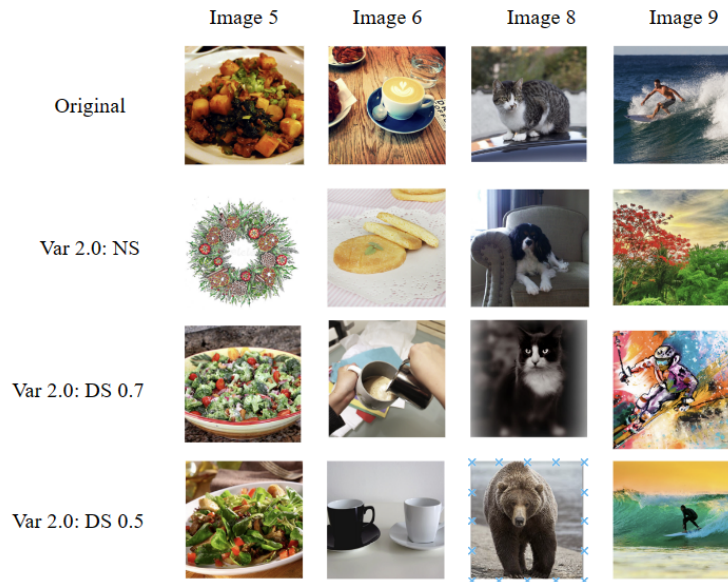 Image 5 Image 6 Image 8 Image 9
Original
Var 2.0: NS
Var 2.0: DS 0.7
Var 2.0: DS 0.5